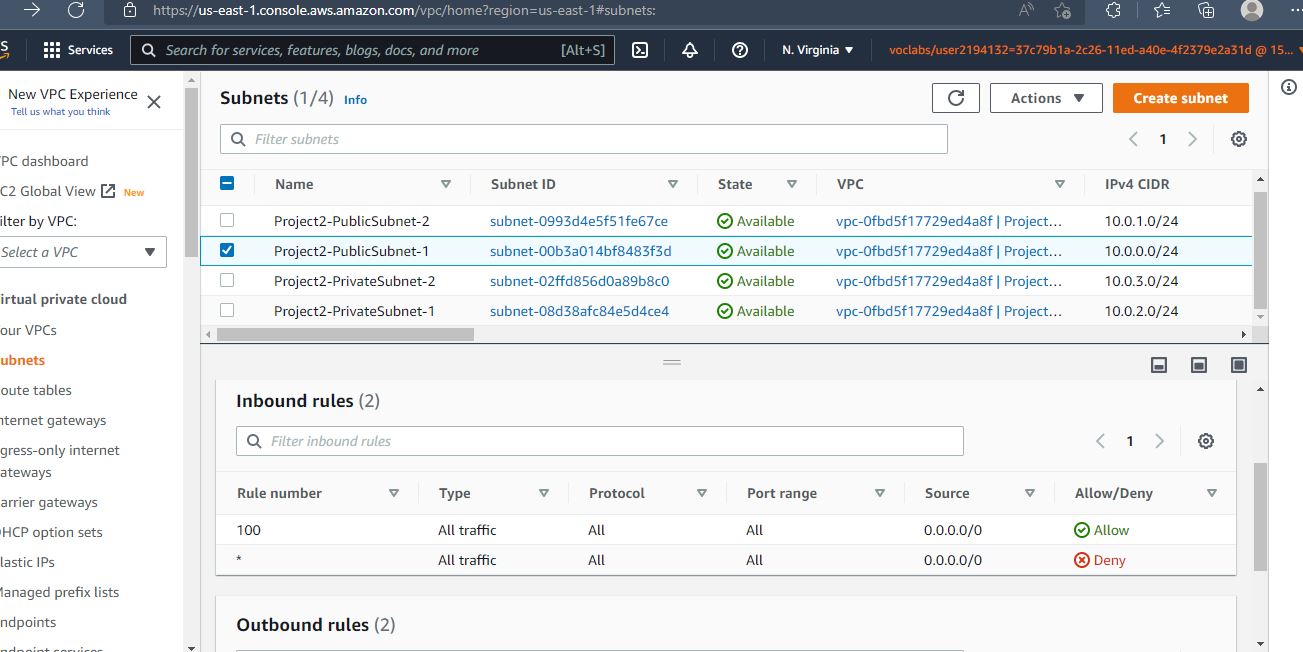 https://us-east-1.console.aws.amazon.com/vpc/home?region=us-east-1#subnets:
S Services Search for services, features, blogs, docs, and more [Alt+S] N. Virginia ▼ voclabs/user2194132=37c79b1a-2c26-11ed-a40e-4f2379e2a31d @ 15...
New VPC Experience
Tell us what you think
PC dashboard
C2 Global View New
ilter by VPC:
Select a VPC
irtual private cloud
our VPCs
ubnets
oute tables
nternet gateways
gress-only internet
ateways
arrier gateways
HCP option sets
lastic IPs
anaged prefix lists
ndpoints
ndpoint services
Subnets (1/4) Info
Actions ▼ Create subnet
Filter subnets
1
Name Subnet ID State VPC IPv4 CIDR
Project2-PublicSubnet-2 subnet-0993d4e5f51fe67ce Available vpc-0fbd5f17729ed4a8f | Project... 10.0.1.0/24
Project2-PublicSubnet-1 subnet-00b3a014bf8483f3d Available vpc-0fbd5f17729ed4a8f | Project... 10.0.0.0/24
Project2-PrivateSubnet-2 subnet-02ffd856d0a89b8c0 Available vpc-0fbd5f17729ed4a8f | Project... 10.0.3.0/24
Project2-PrivateSubnet-1 subnet-08d38afc84e5d4ce4 Available vpc-0fbd5f17729ed4a8f | Project... 10.0.2.0/24
Inbound rules (2)
Filter inbound rules
1
Rule number Type Protocol Port range Source Allow/Deny
100 All traffic All All 0.0.0.0/0 Allow
* All traffic All All 0.0.0.0/0 Deny
Outbound rules (2)